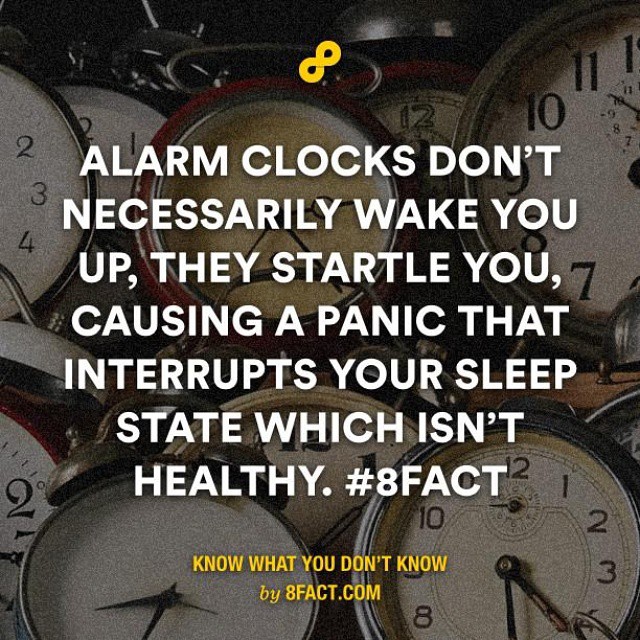 ALARM CLOCKS DON'T
NECESSARILY WAKE YOU
UP, THEY STARTLE YOU,
CAUSING A PANIC THAT
INTERRUPTS YOUR SLEEP
STATE WHICH ISN'T
HEALTHY. #8FACT
KNOW WHAT YOU DON'T KNOW
by 8FACT.COM